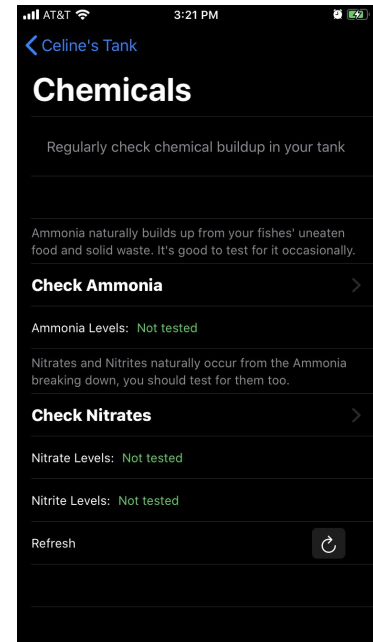 AT&T 3:21 PM
Celine's Tank
Chemicals
Regularly check chemical buildup in your tank
Ammonia naturally builds up from your fishes' uneaten
food and solid waste. It's good to test for it occasionally.
Check Ammonia
Ammonia Levels: Not tested
Nitrates and Nitrites naturally occur from the Ammonia
breaking down, you should test for them too.
Check Nitrates
Nitrate Levels: Not tested
Nitrite Levels: Not tested
Refresh